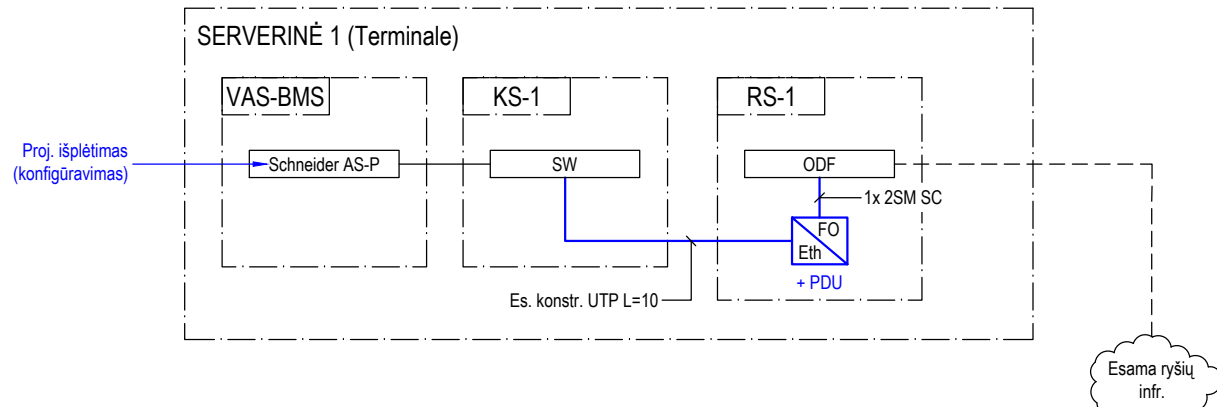 SERVERINĖ 1 (Terminale)
VAS-BMS
KS-1
RS-1
Proj. išplėtimas
(konfigūravimas)
Schneider AS-P
SW
ODF
1x 2SM SC
FO
Eth
+ PDU
Es. konstr. UTP L=10
Esama ryšių
infr.